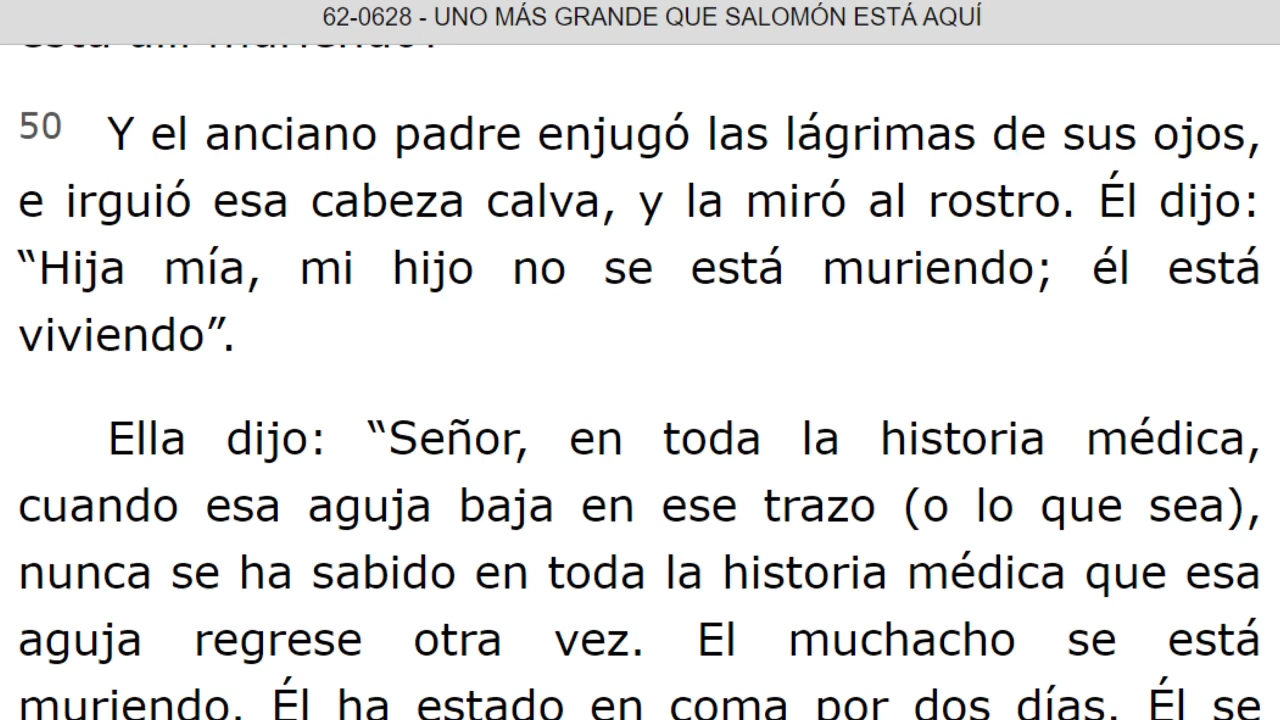 62-0628 - UNO MÁS GRANDE QUE SALOMÓN ESTÁ AQUÍ
50 Y el anciano padre enjugó las lágrimas de sus ojos,
e irguió esa cabeza calva, y la miró al rostro. Él dijo:
“Hija mía, mi hijo no se está muriendo; él está
viviendo”.
Ella dijo: “Señor, en toda la historia médica,
cuando esa aguja baja en ese trazo (o lo que sea),
nunca se ha sabido en toda la historia médica que esa
aguja regrese otra vez. El muchacho se está
muriendo. Él ha estado en coma por dos días. Él se